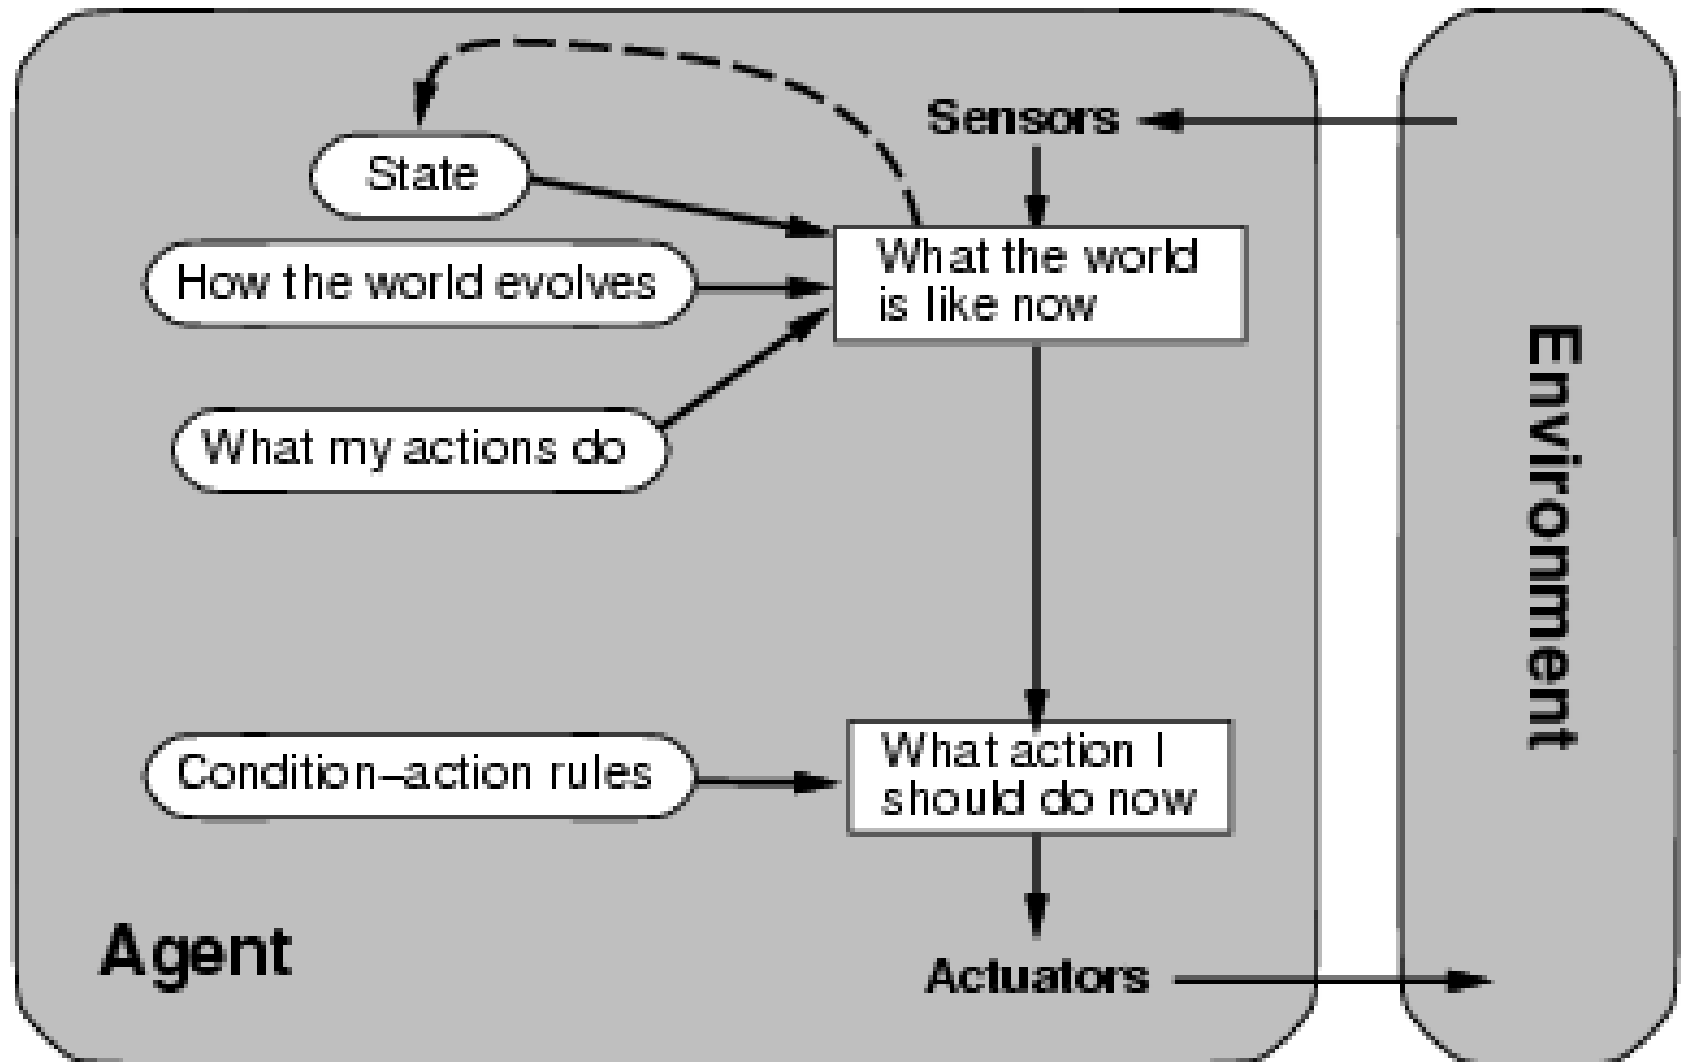 Sensors
State
What the world
is like now
How the world evolves
What my actions do
Environment
Condition–action rules
What action I
should do now
Agent
Actuators